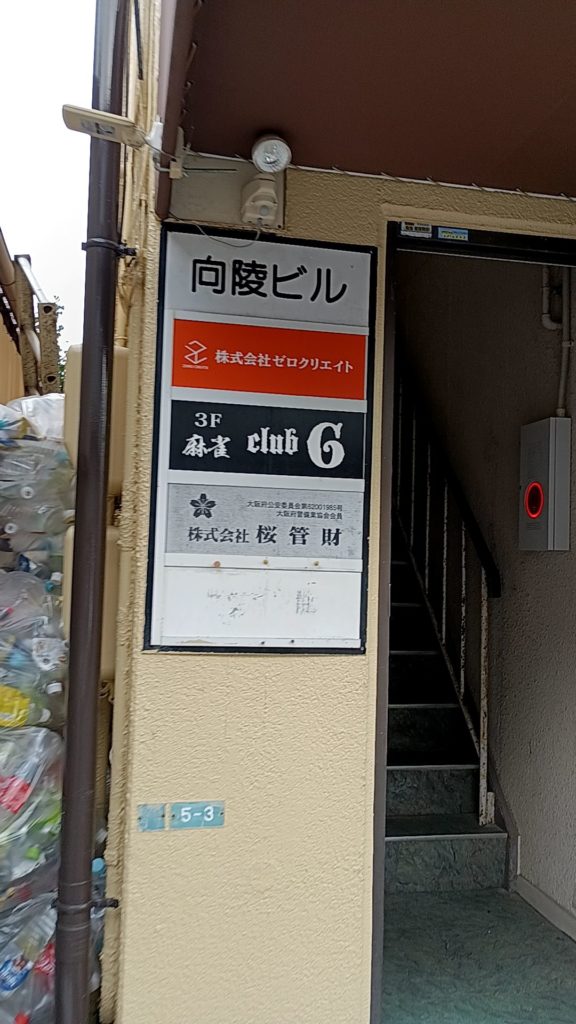 向陵ビル
株式会社ゼロクリエイト
3F
麻雀 club G
大阪府公安委員会第62001985号
大阪府警備業協会会員
株式会社 桜管財
5-3